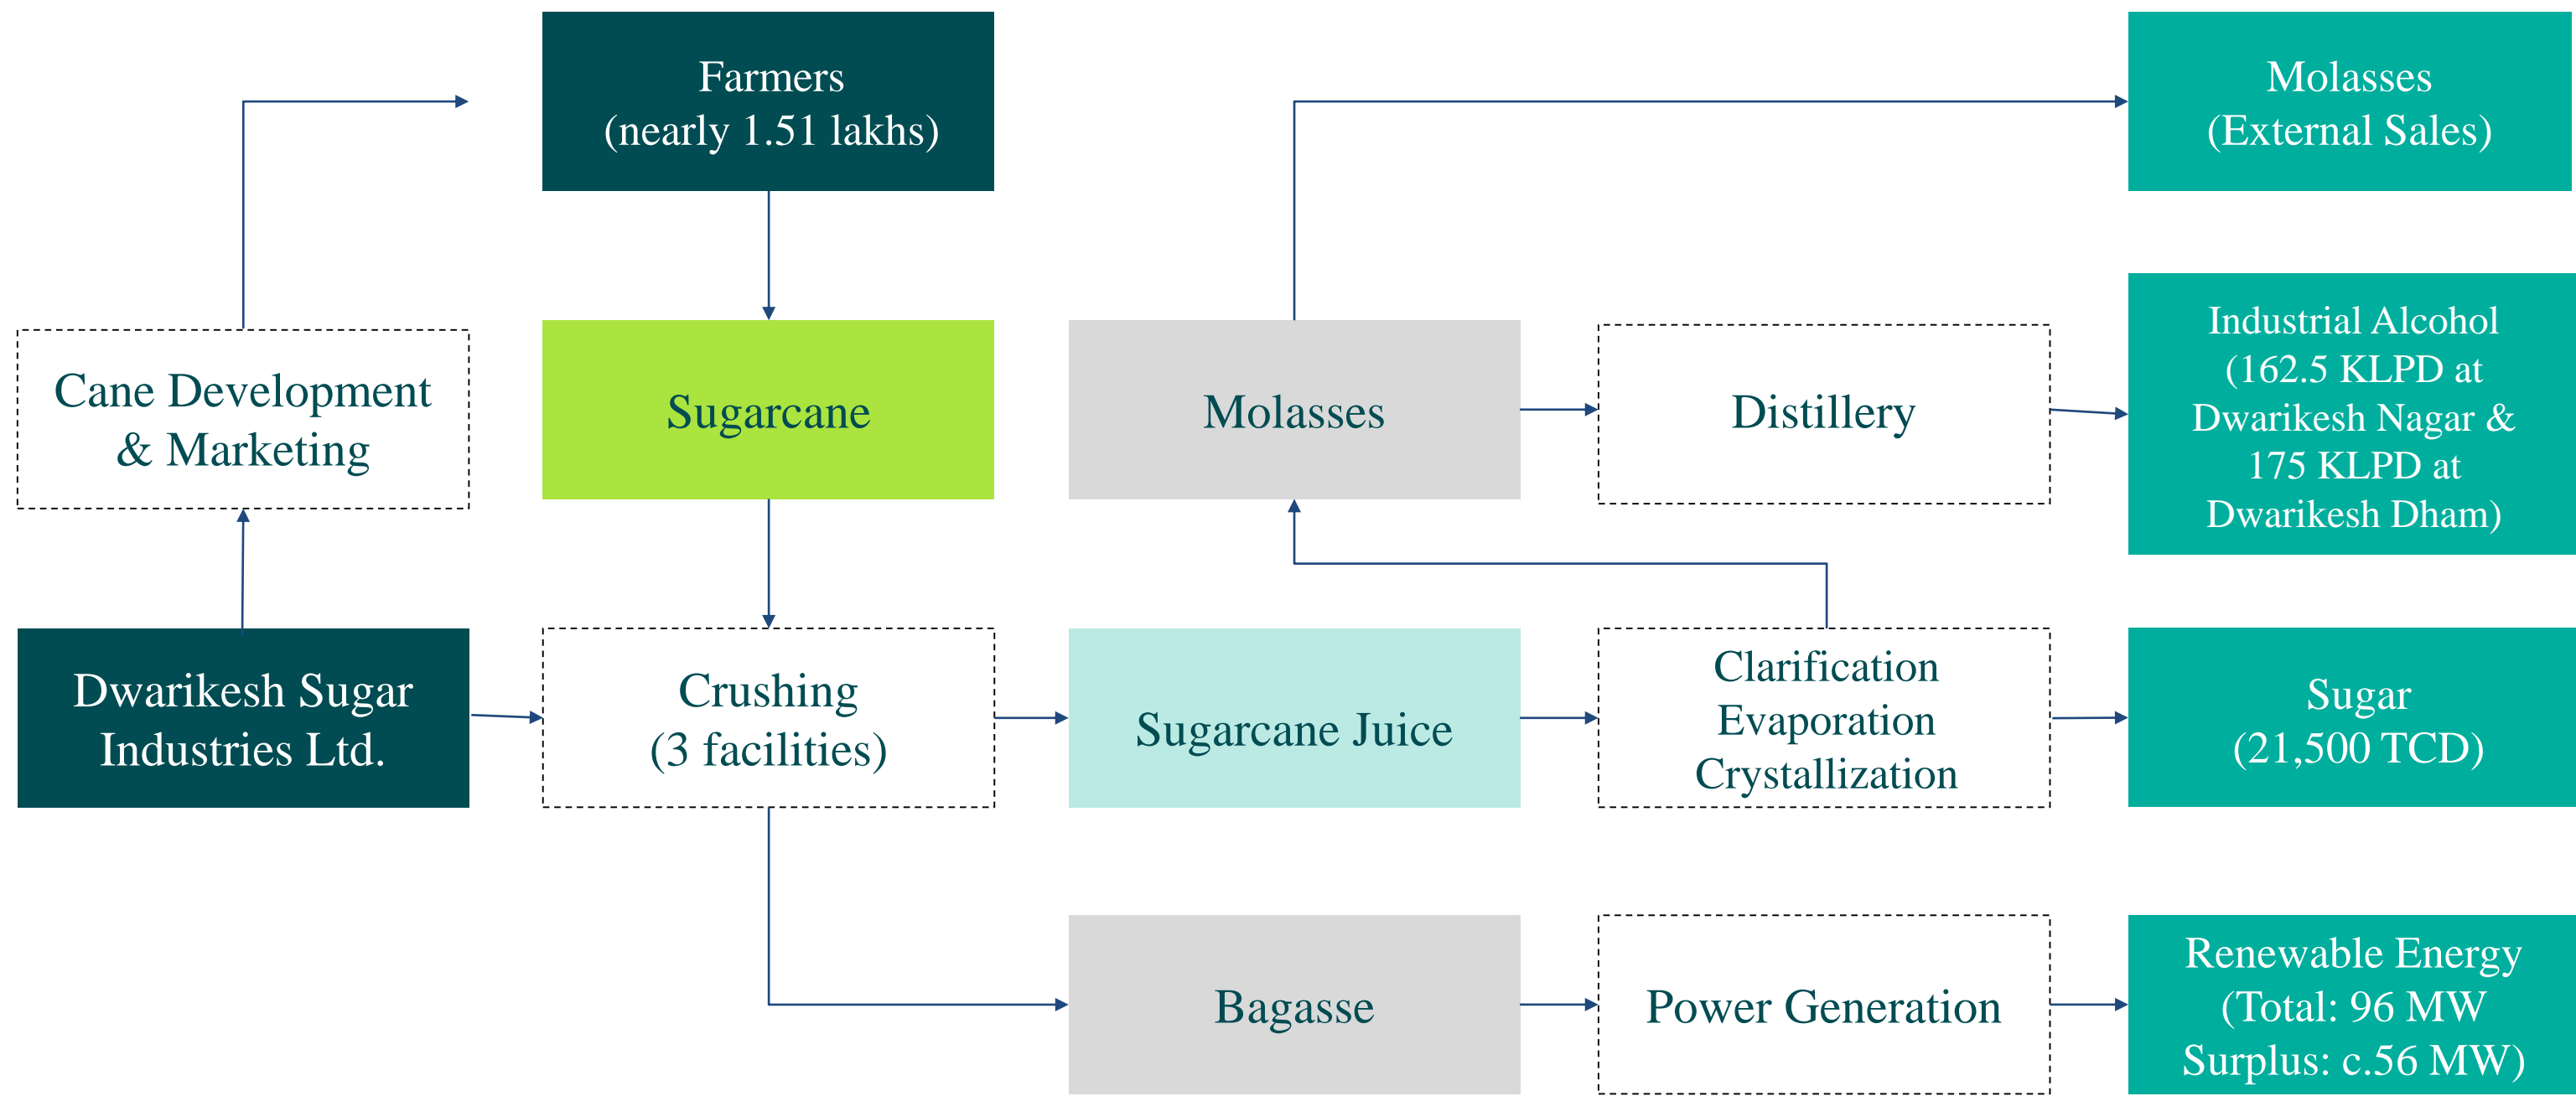 Farmers
(nearly 1.51 lakhs)
Molasses
(External Sales)
Cane Development
& Marketing
Sugarcane
Molasses
Distillery
Industrial Alcohol
(162.5 KLPD at
Dwarikesh Nagar &
175 KLPD at
Dwarikesh Dham)
Dwarikesh Sugar
Industries Ltd.
Crushing
(3 facilities)
Sugarcane Juice
Clarification
Evaporation
Crystallization
Sugar
(21,500 TCD)
Bagasse
Power Generation
Renewable Energy
(Total: 96 MW
Surplus: c.56 MW)